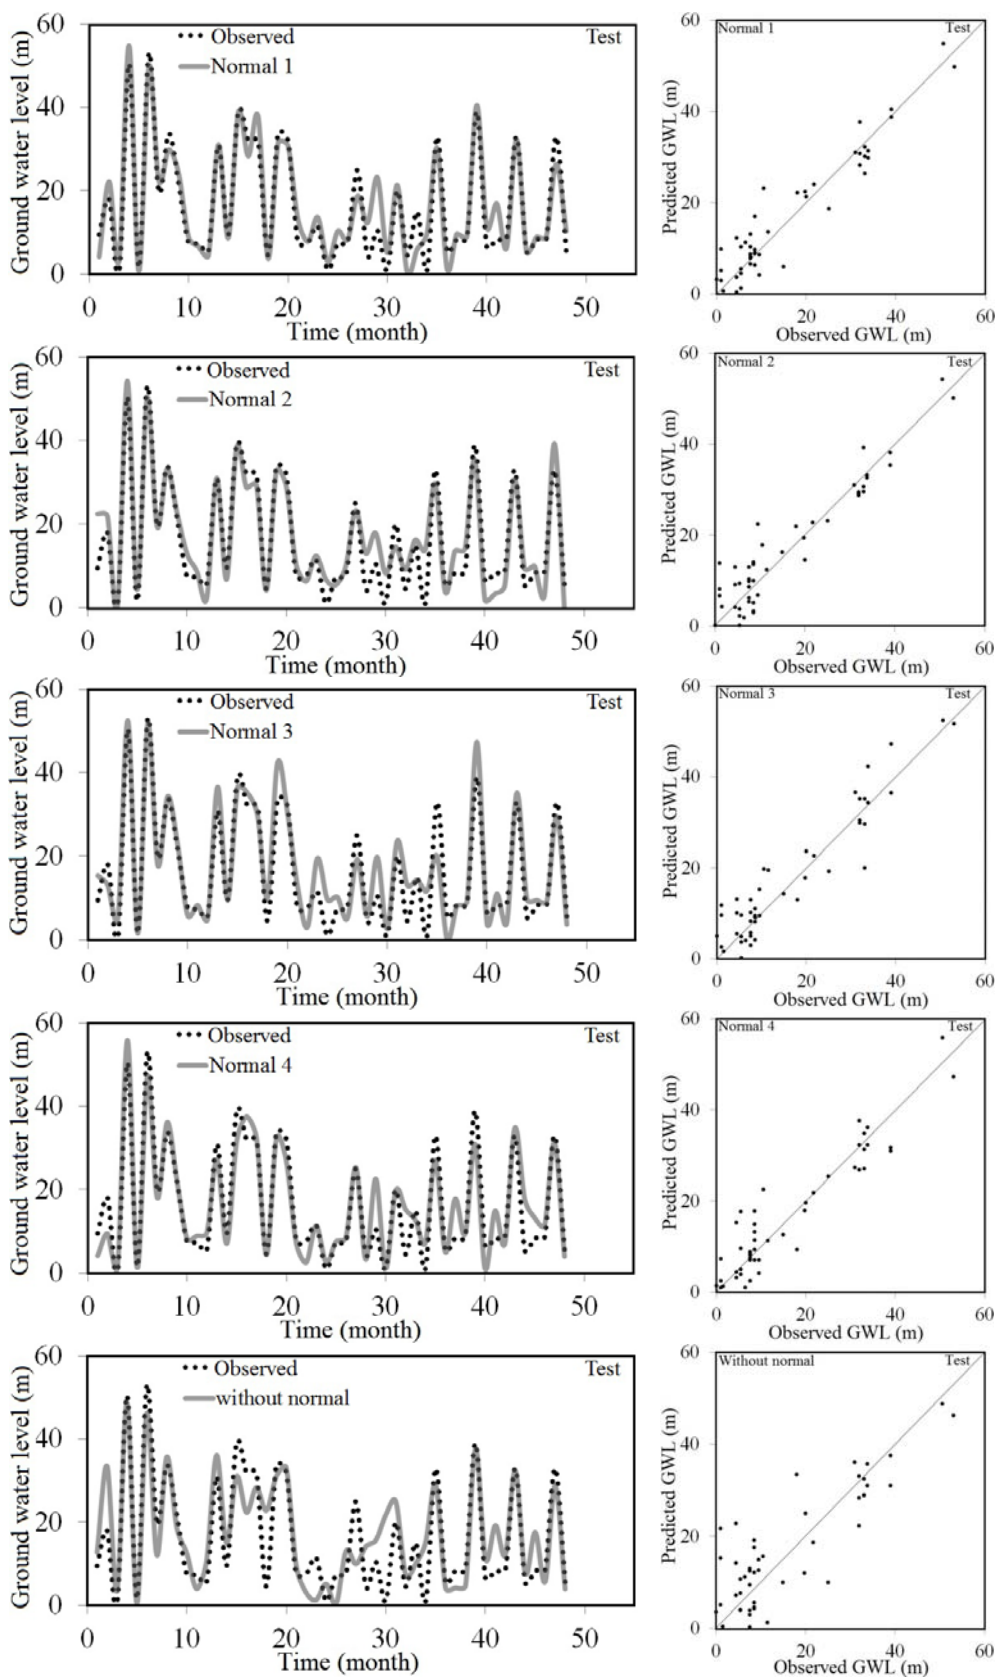 60
Observed
Test
Normal 1
40
20
0
0
10
20
30
40
50
Ground water level (m)
Time (month)
60
Normal 1
Test
40
20
0
0
20
40
60
Predicted GWL (m)
Observed GWL (m)
60
Observed
Test
Normal 2
40
20
0
0
10
20
30
40
50
Ground water level (m)
Time (month)
60
Normal 2
Test
40
20
0
0
20
40
60
Predicted GWL (m)
Observed GWL (m)
60
Observed
Test
Normal 3
40
20
0
0
10
20
30
40
50
Ground water level (m)
Time (month)
60
Normal 3
Test
40
20
0
0
20
40
60
Predicted GWL (m)
Observed GWL (m)
60
Observed
Test
Normal 4
40
20
0
0
10
20
30
40
50
Ground water level (m)
Time (month)
60
Normal 4
Test
40
20
0
0
20
40
60
Predicted GWL (m)
Observed GWL (m)
60
Observed
Test
without normal
40
20
0
0
10
20
30
40
50
Ground water level (m)
Time (month)
60
Without normal
Test
40
20
0
0
20
40
60
Predicted GWL (m)
Observed GWL (m)